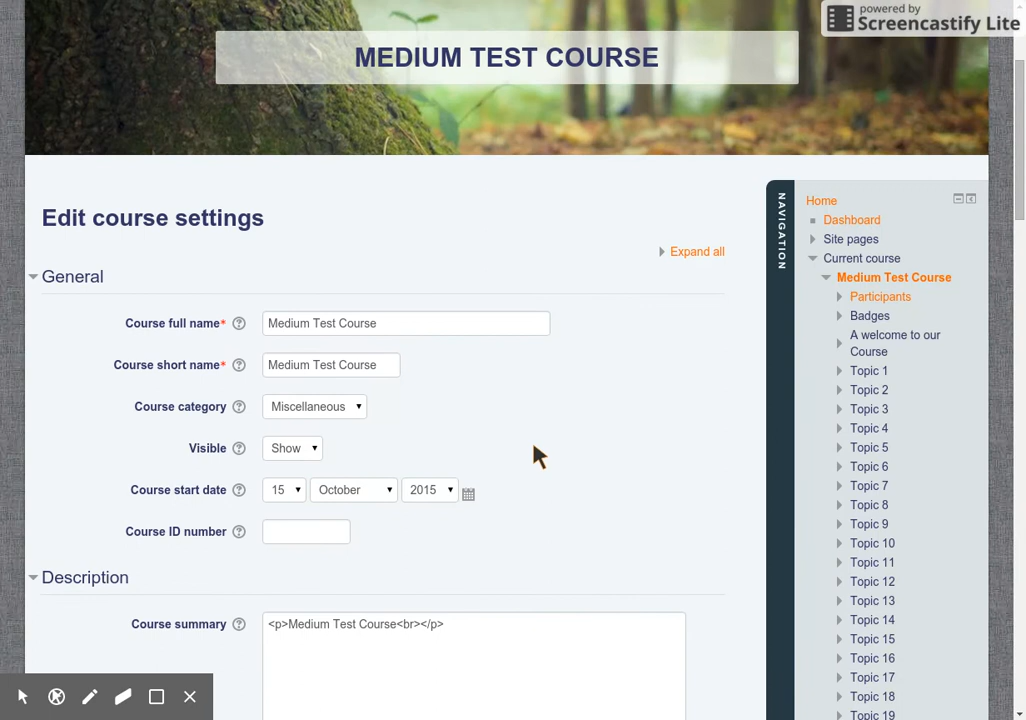 powered by
Screencastify Lite
MEDIUM TEST COURSE
Edit course settings
Expand all
General
Course full name*
Medium Test Course
Course short name*
Medium Test Course
Course category
Miscellaneous
Visible
Show
Course start date
15
October
2015
Course ID number
Description
Course summary
<p>Medium Test Course<br></p>
NAVIGATION
Home
Dashboard
Site pages
Current course
Medium Test Course
Participants
Badges
A welcome to our
Course
Topic 1
Topic 2
Topic 3
Topic 4
Topic 5
Topic 6
Topic 7
Topic 8
Topic 9
Topic 10
Topic 11
Topic 12
Topic 13
Topic 14
Topic 15
Topic 16
Topic 17
Topic 18
Topic 19